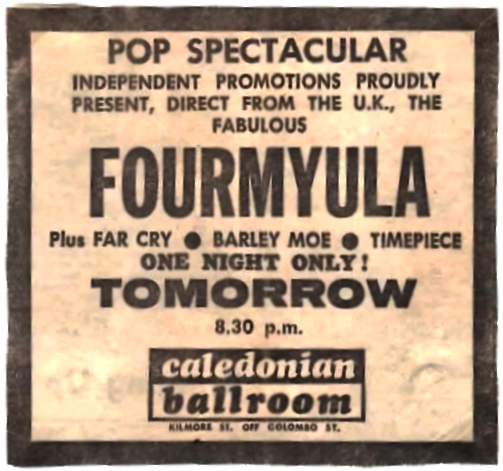 POP SPECTACULAR
INDEPENDENT PROMOTIONS PROUDLY
PRESENT, DIRECT FROM THE U.K., THE
FABULOUS
FOURMYULA
Plus FAR CRY ● BARLEY MOE ● TIMEPIECE
ONE NIGHT ONLY!
TOMORROW
8.30 p.m.
caledonian
ballroom
KILMORE ST. OFF COLOMBO ST.